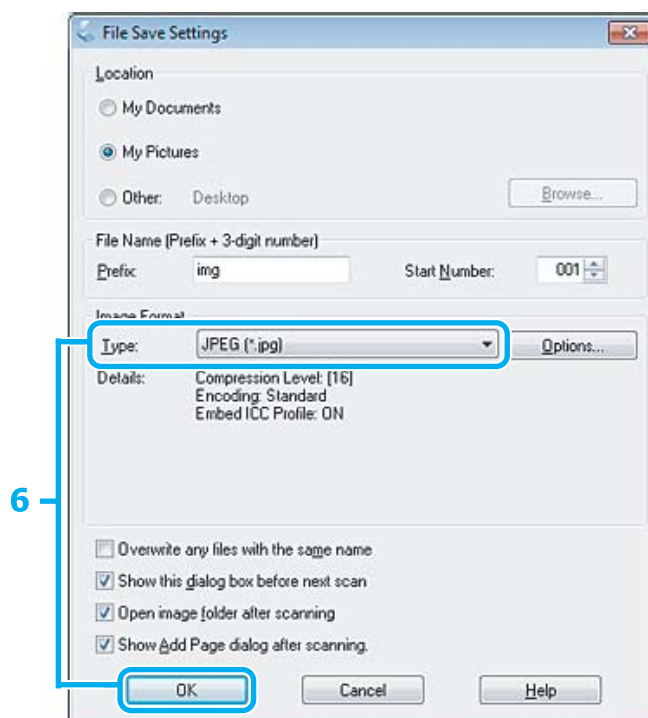 File Save Settings
Location
My Documents
My Pictures
Other: Desktop Browse...
File Name (Prefix + 3-digit number)
Prefix: img Start Number: 001
Image Format
Type: JPEG (*.jpg) Options...
Details: Compression Level: [16]
Encoding: Standard
Embed ICC Profile: ON
6
Overwrite any files with the same name
Show this dialog box before next scan
Open image folder after scanning
Show Add Page dialog after scanning.
OK Cancel Help